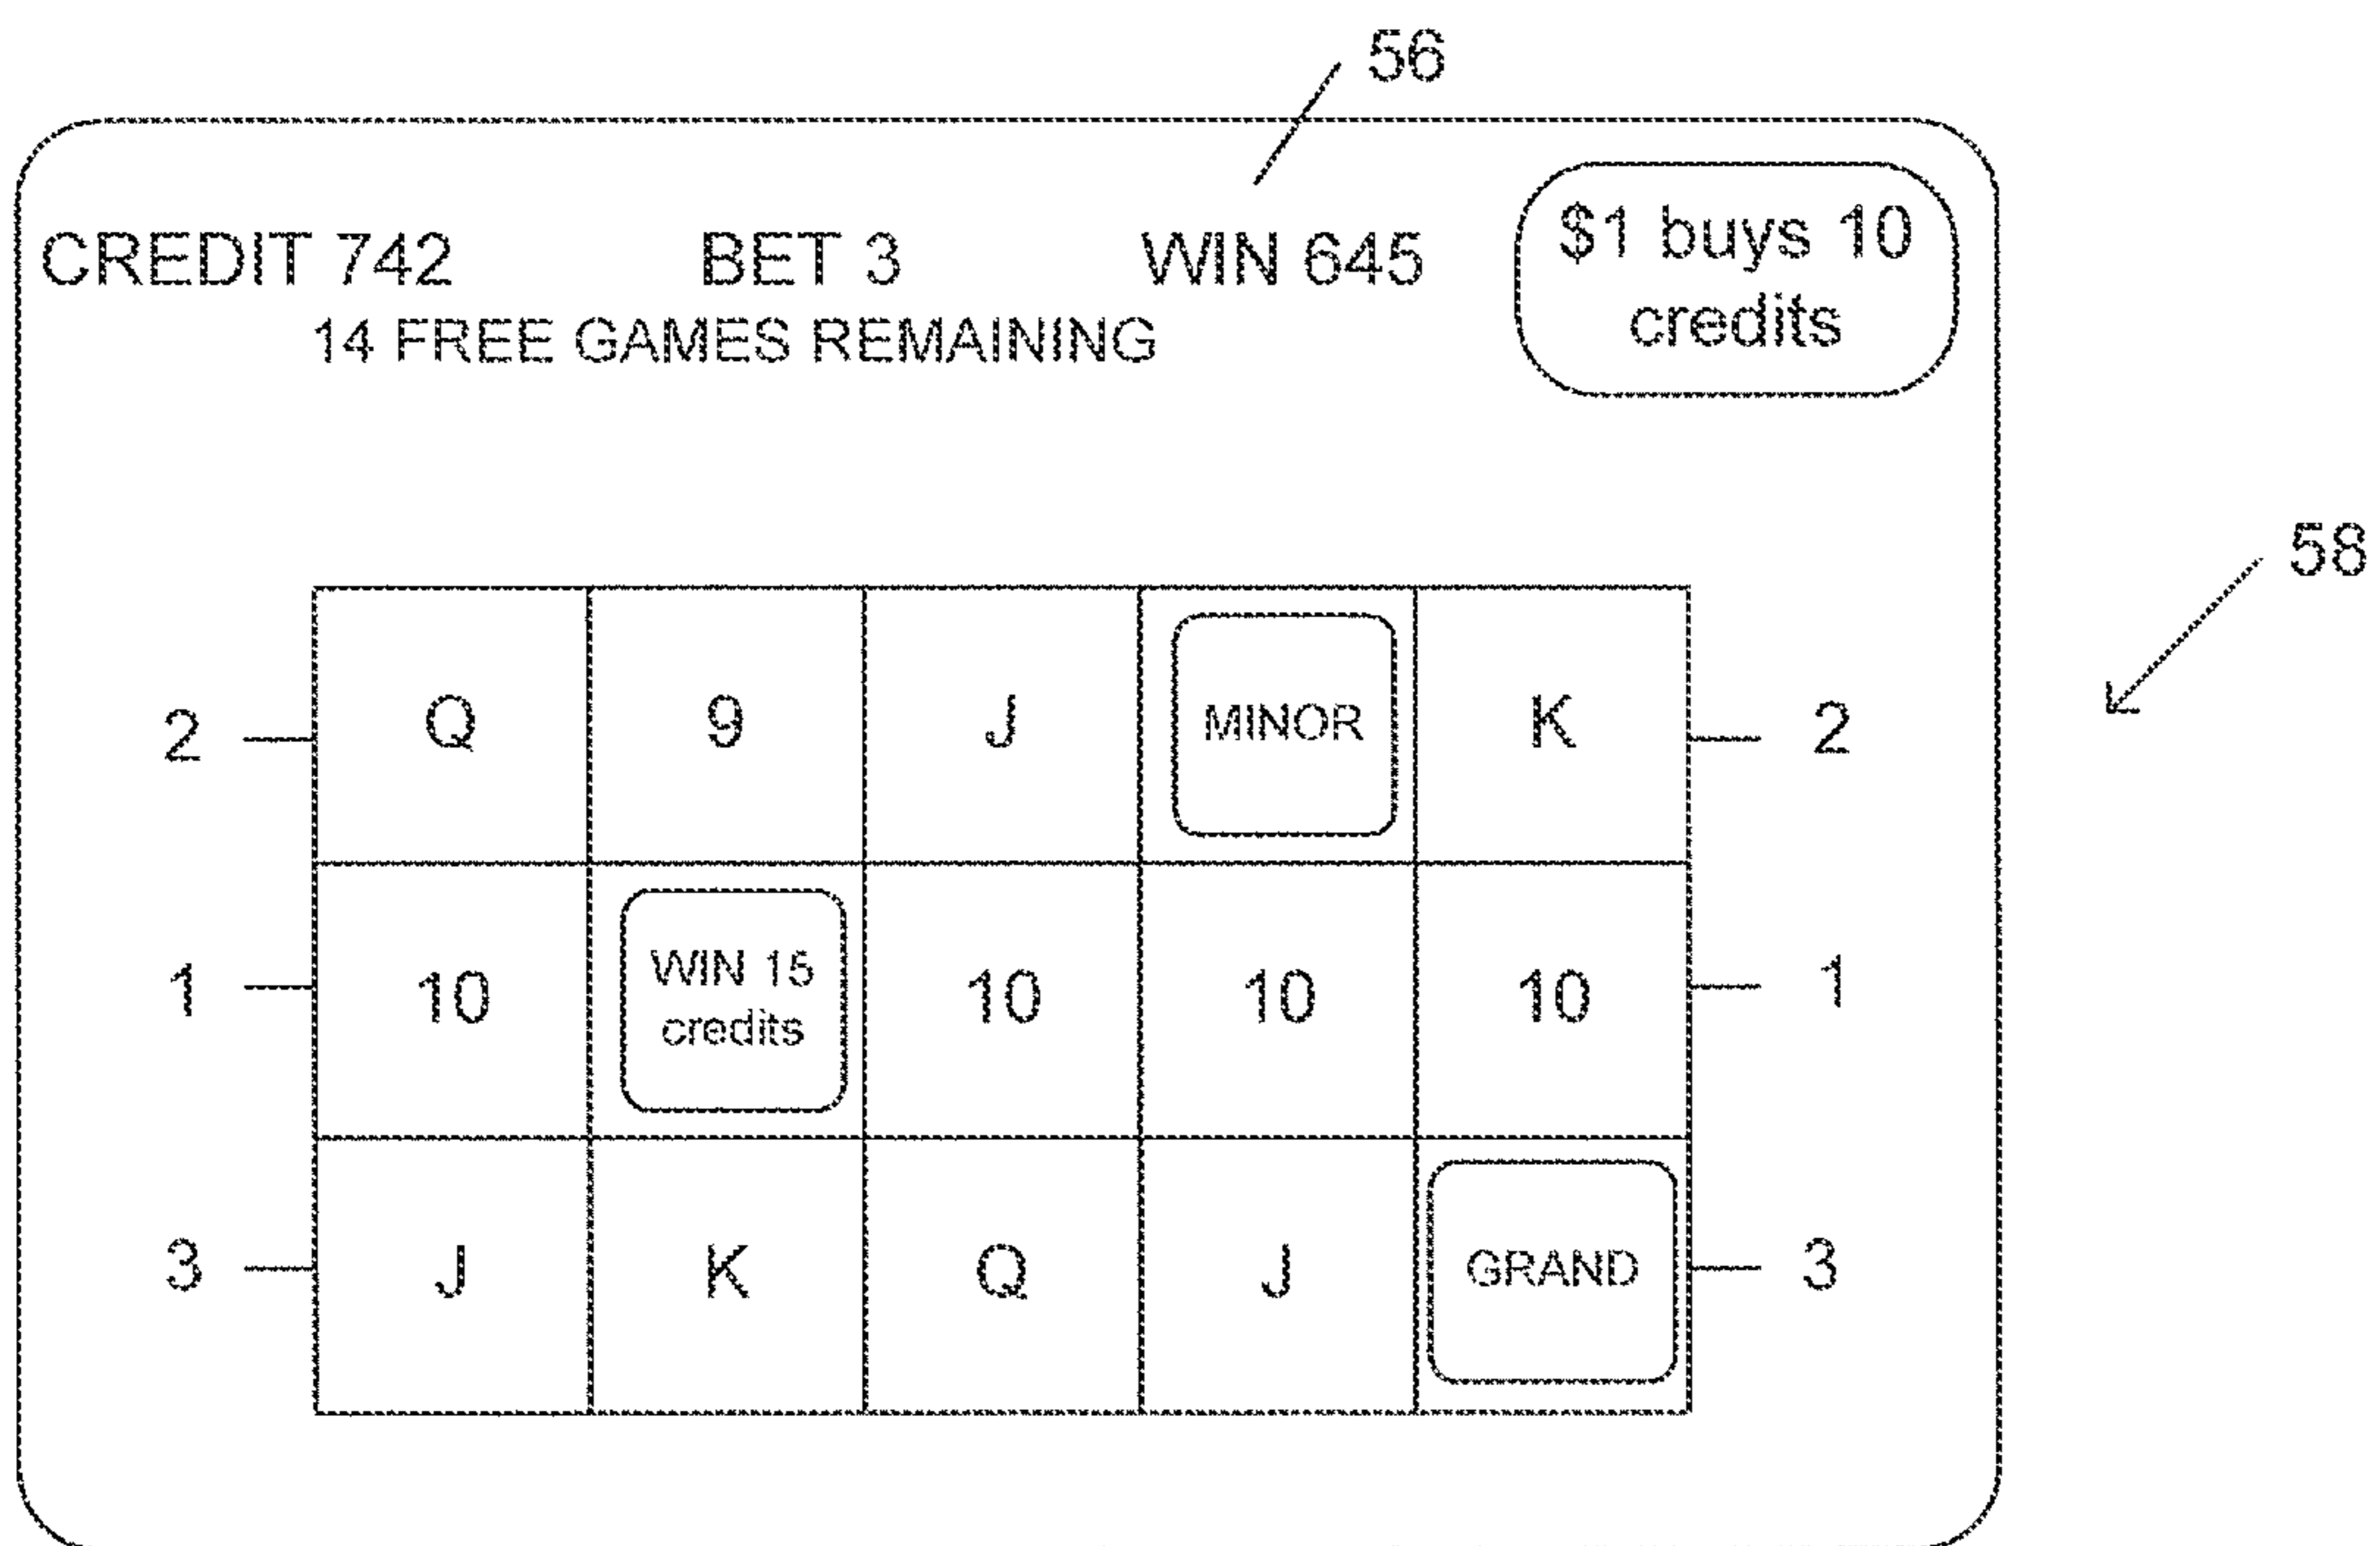 56
CREDIT 742 BET 3 WIN 645
$1 buys 10
credits
14 FREE GAMES REMAINING
58
2 Q 9 J MINOR K 2
1 10 WIN 15
credits 10 10 10 1
3 J K Q J GRAND 3